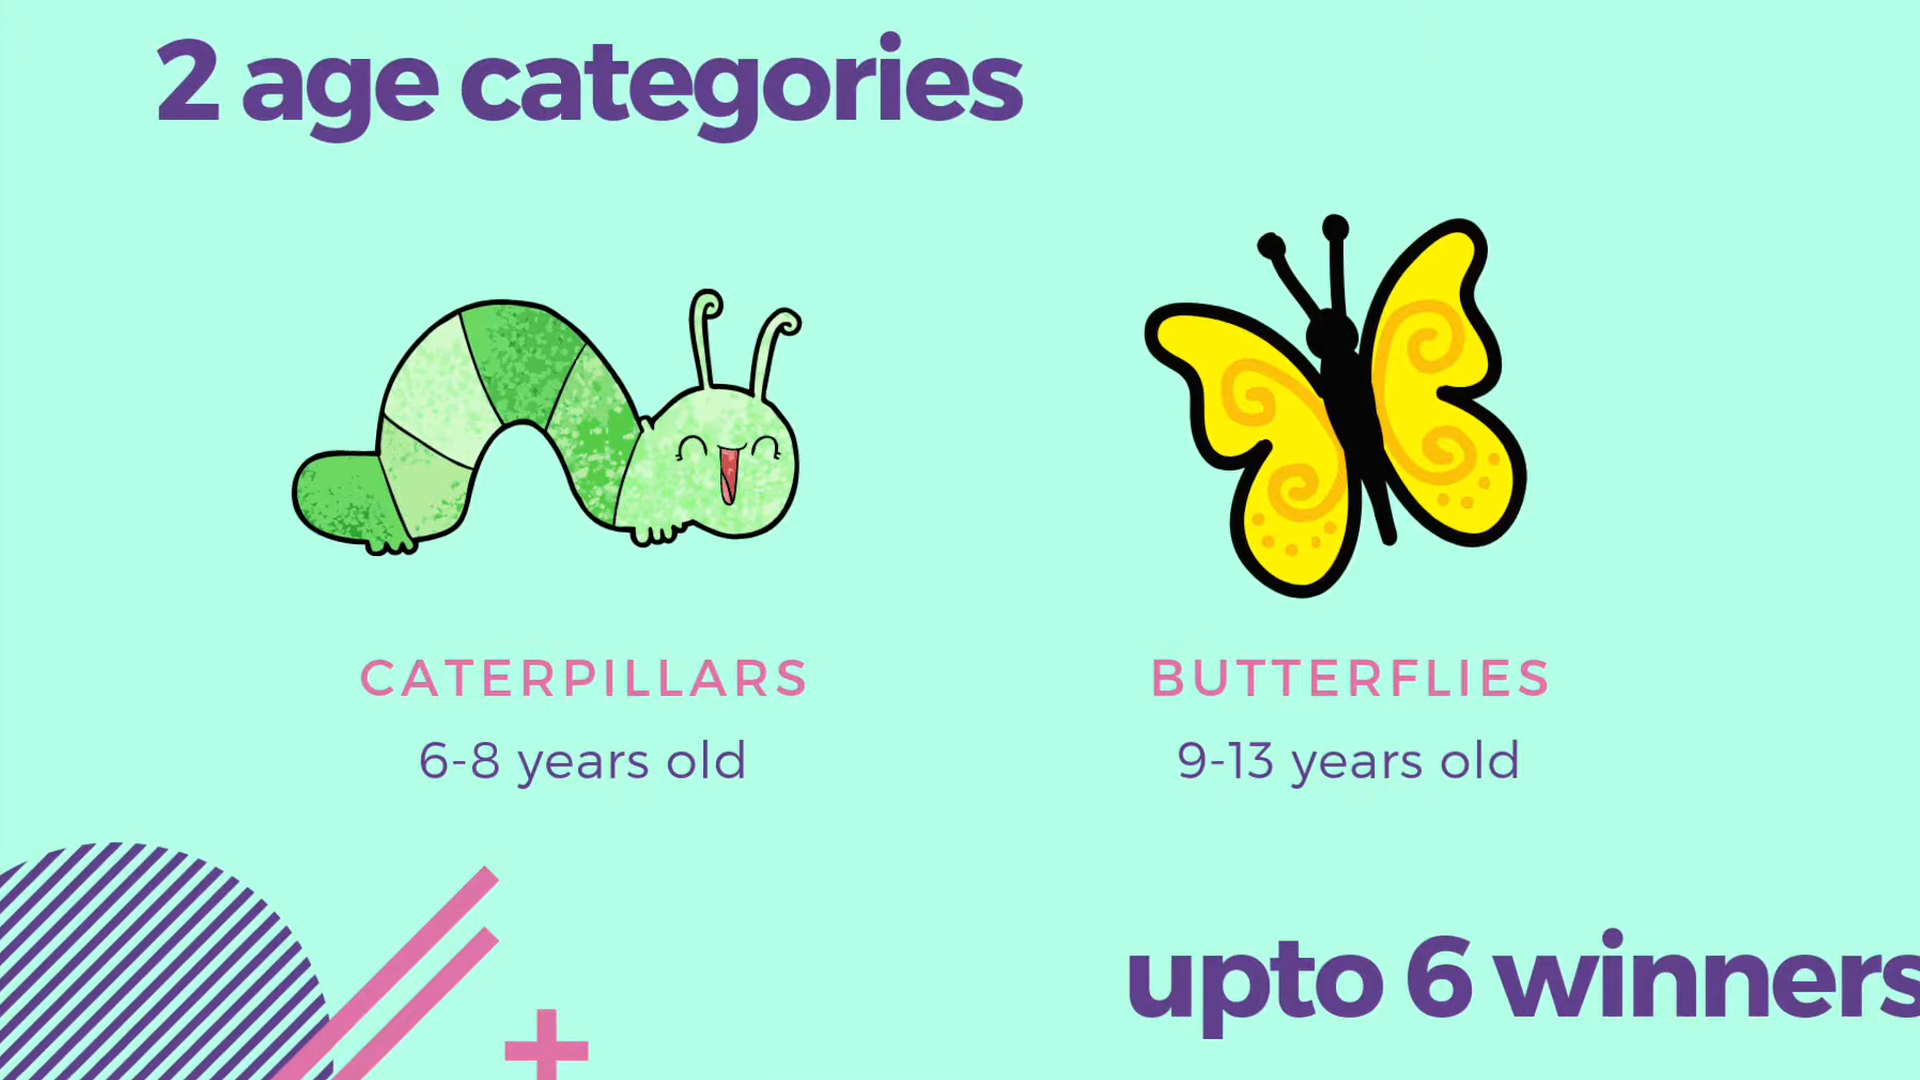 2 age categories
CATERPILLARS
6-8 years old
BUTTERFLIES
9-13 years old
upto 6 winners